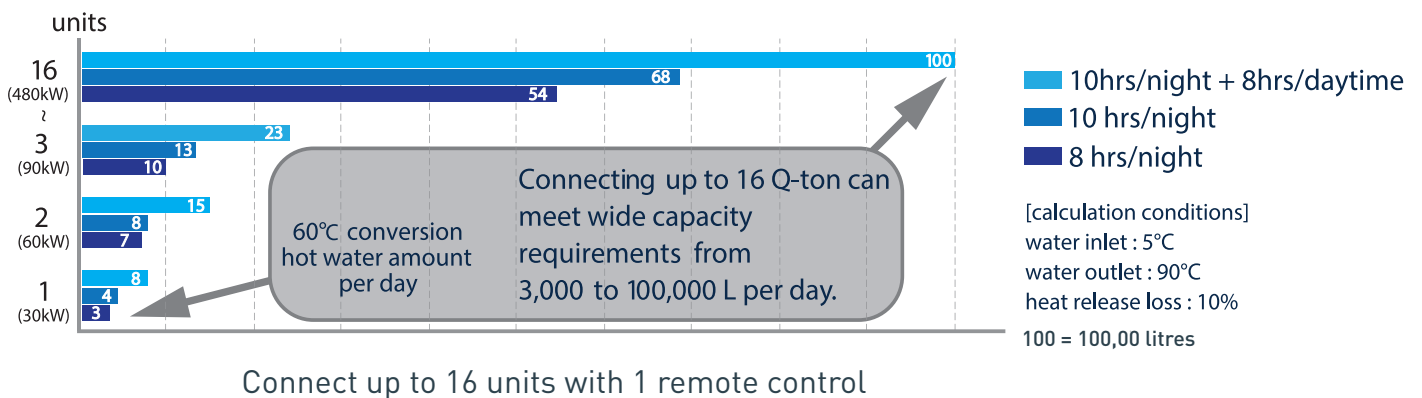 units
16
(480kW)
100
68
54
~
3
(90kW)
23
13
10
2
(60kW)
15
8
7
1
(30kW)
8
4
3
60℃ conversion
hot water amount
per day
Connecting up to 16 Q-ton can
meet wide capacity
requirements from
3,000 to 100,000 L per day.
10hrs/night + 8hrs/daytime
10 hrs/night
8 hrs/night
[calculation conditions]
water inlet : 5°C
water outlet : 90°C
heat release loss : 10%
100 = 100,00 litres
Connect up to 16 units with 1 remote control